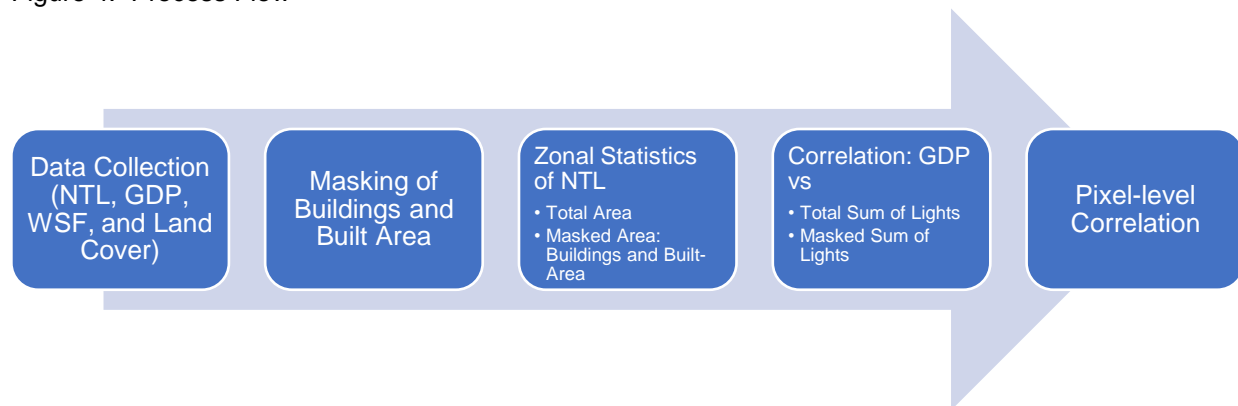 Data Collection
(NTL, GDP,
WSF, and Land
Cover)
Masking of
Buildings and
Built Area
Zonal Statistics
of NTL
• Total Area
• Masked Area:
Buildings and Built-
Area
Correlation: GDP
vs
• Total Sum of Lights
• Masked Sum of
Lights
Pixel-level
Correlation